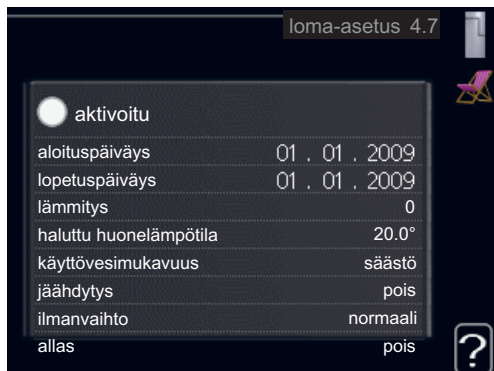 loma-asetus 4.7
aktivoitu
aloituspäiväys 01 . 01 . 2009
lopetuspäiväys 01 . 01 . 2009
lämmitys 0
haluttu huonelämpötila 20.0°
käyttövesimukavuus säästö
jäähdytys pois
ilmanvaihto normaali
allas pois
?